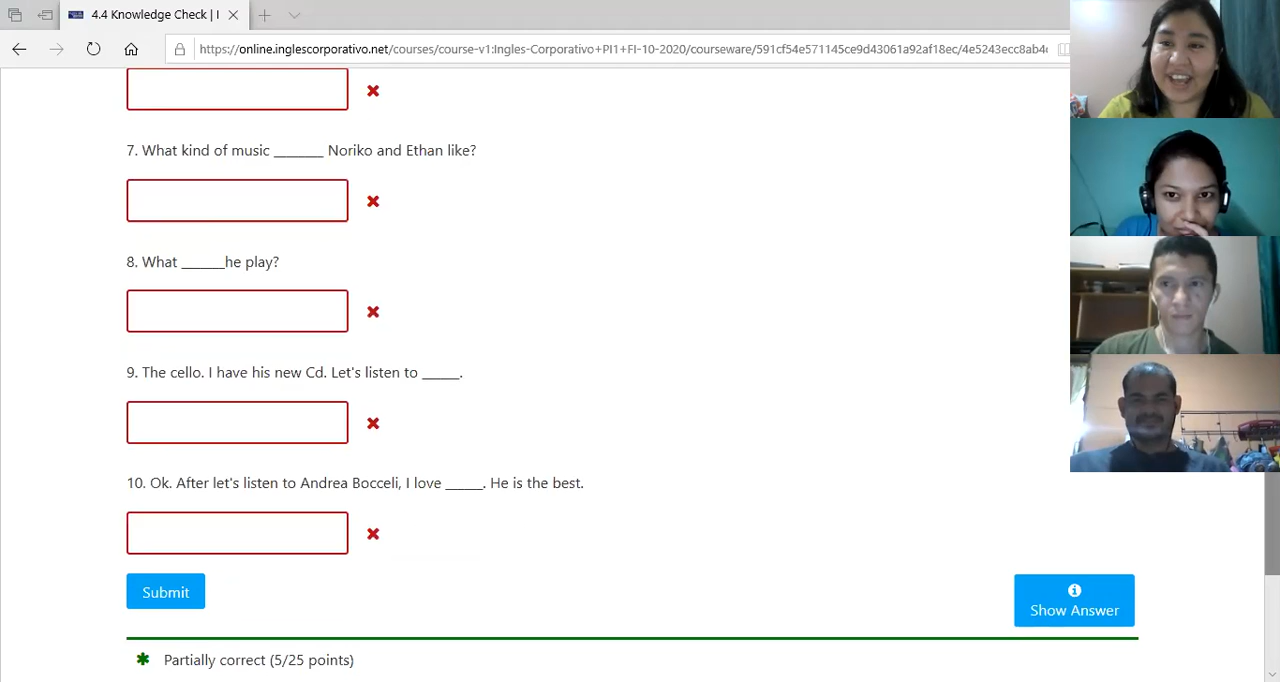 4.4 Knowledge Check | I
https://online.inglescorporativo.net/courses/course-v1:Ingles-Corporativo+PI1+FI-10-2020/courseware/591cf54e571145ce9d43061a92af18ec/4e5243ecc8ab4c
7. What kind of music _______ Noriko and Ethan like?
8. What ______he play?
9. The cello. I have his new Cd. Let's listen to _____.
10. Ok. After let's listen to Andrea Bocceli, I love _____. He is the best.
Submit
Show Answer
Partially correct (5/25 points)